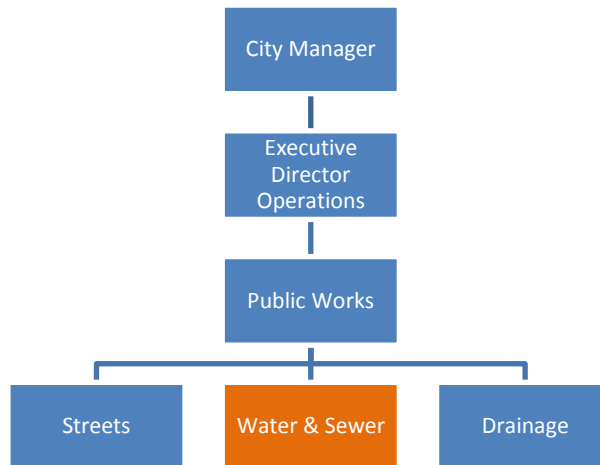 City Manager
Executive
Director
Operations
Public Works
Streets
Water & Sewer
Drainage